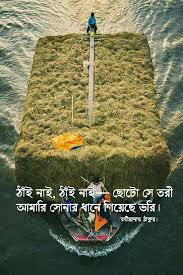 ঠাঁই নাই, ঠাঁই নাই— ছোটো সে তরী
আমারি সোনার ধানে গিয়েছে ভরি।
রবীন্দ্রনাথ ঠাকুর।